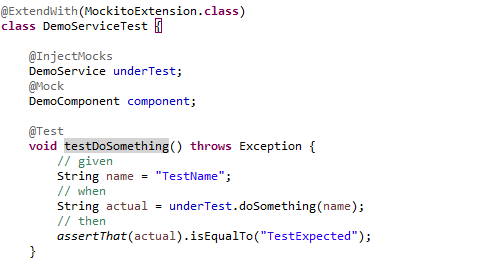 @ExtendWith(MockitoExtension.class)
class DemoServiceTest {
@InjectMocks
DemoService underTest;
@Mock
DemoComponent component;
@Test
void testDoSomething() throws Exception {
// given
String name = "TestName";
// when
String actual = underTest.doSomething(name);
// then
assertThat(actual).isEqualTo("TestExpected");
}